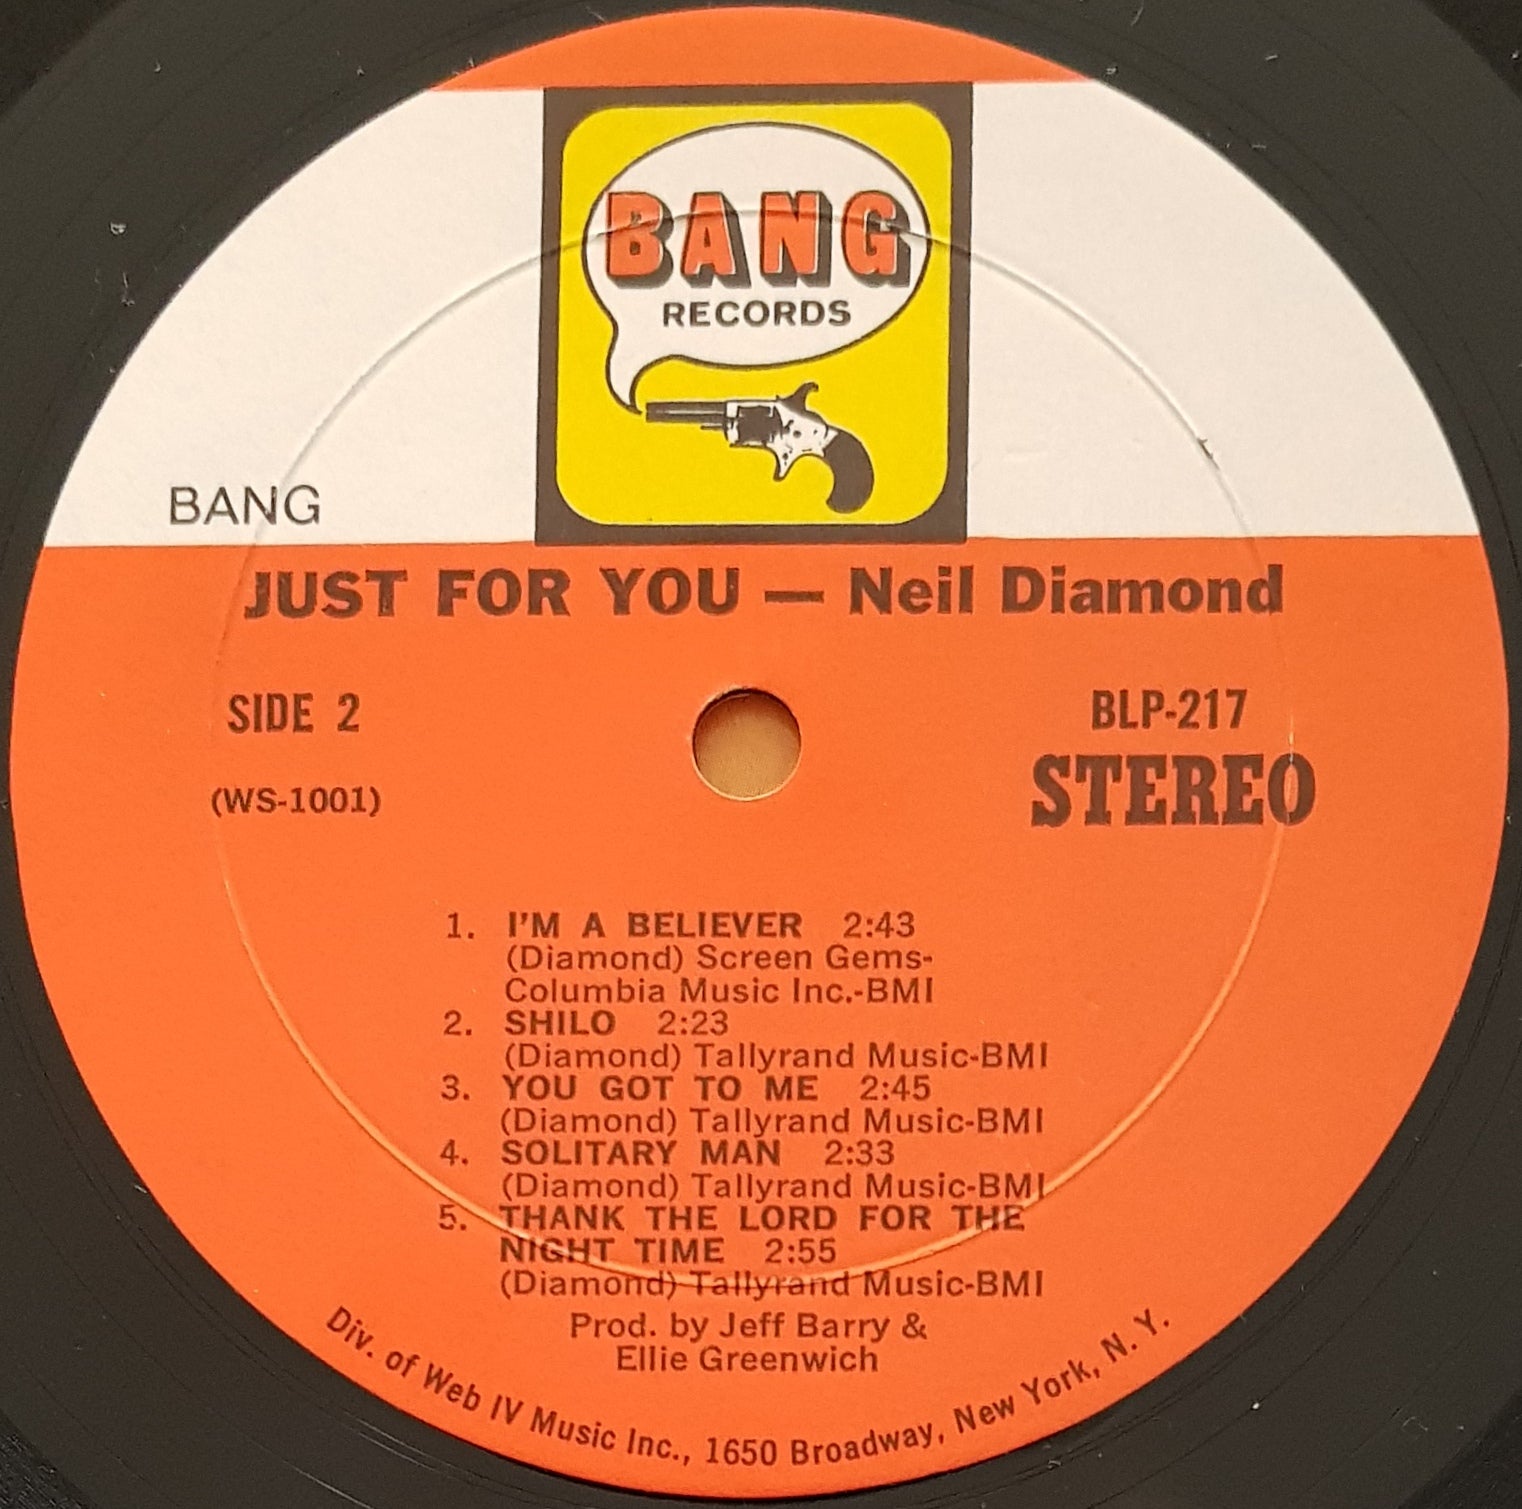 BANG
RECORDS
BANG
JUST FOR YOU — Neil Diamond
SIDE 2
BLP-217
(WS-1001)
STEREO
1. I'M A BELIEVER 2:43
(Diamond) Screen Gems-
Columbia Music Inc.-BMI
2. SHILO 2:23
(Diamond) Tallyrand Music-BMI
3. YOU GOT TO ME 2:45
(Diamond) Tallyrand Music-BMI
4. SOLITARY MAN 2:33
(Diamond) Tallyrand Music-BMI
5. THANK THE LORD FOR THE
NIGHT TIME 2:55
(Diamond) Tallyrand Music-BMI
Prod. by Jeff Barry &
Ellie Greenwich
Div. of Web IV Music Inc., 1650 Broadway, New York, N. Y.